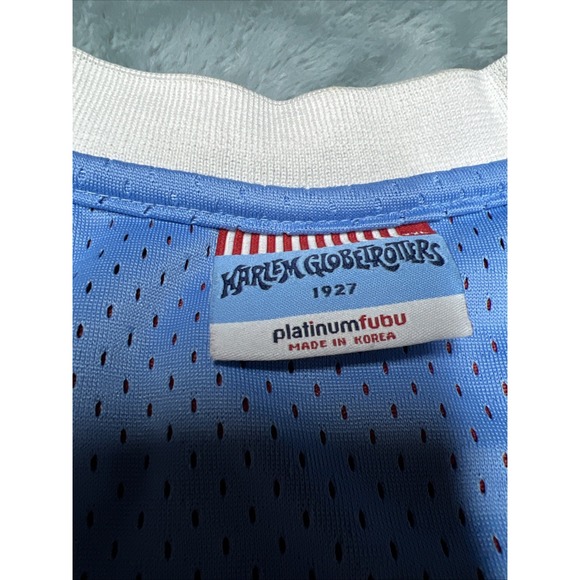 HARLEM GLOBETROTTERS
1927
platinumfubu
MADE IN KOREA